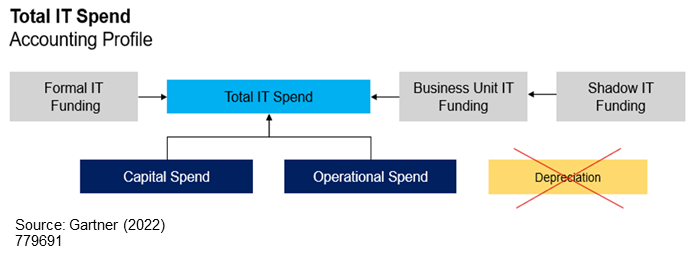 Total IT Spend
Accounting Profile
Formal IT
Funding
Total IT Spend
Business Unit IT
Funding
Shadow IT
Funding
Capital Spend
Operational Spend
Depreciation
Source: Gartner (2022)
779691